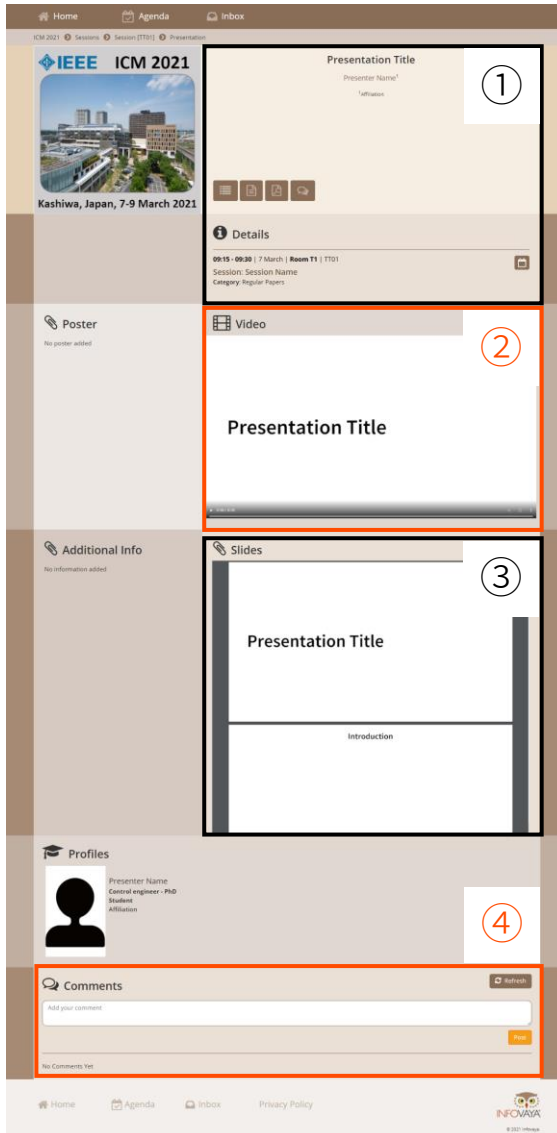 Home Agenda Inbox
ICM 2021 Sessions Session [TT01] Presentation
IEEE ICM 2021
Kashiwa, Japan, 7-9 March 2021
Presentation Title
Presenter Name¹
¹Affiliation
①
Details
09:15 - 09:30 | 7 March | Room T1 | TT01
Session: Session Name
Category: Regular Papers
Poster
No poster added
Video
②
Presentation Title
Additional Info
No information added
Slides
③
Presentation Title
Introduction
Profiles
Presenter Name
Control engineer - PhD
Student
Affiliation
④
Comments
Refresh
Add your comment
Post
No Comments Yet
Home Agenda Inbox Privacy Policy
INFOVAYA
© 2021 Infovaya